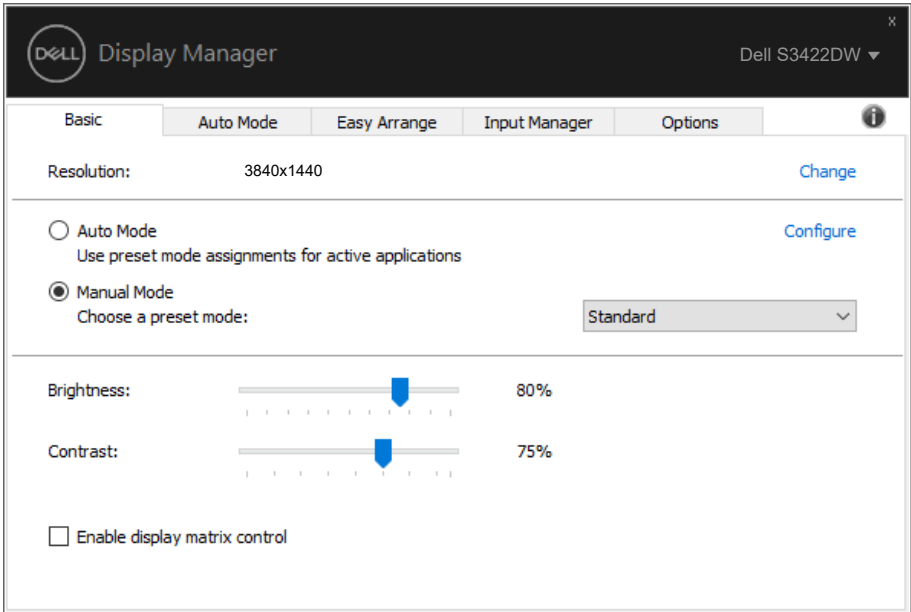 x
DELL Display Manager
Dell S3422DW
Basic Auto Mode Easy Arrange Input Manager Options i
Resolution: 3840x1440 Change
Auto Mode Configure
Use preset mode assignments for active applications
Manual Mode
Choose a preset mode: Standard
Brightness: 80%
Contrast: 75%
Enable display matrix control